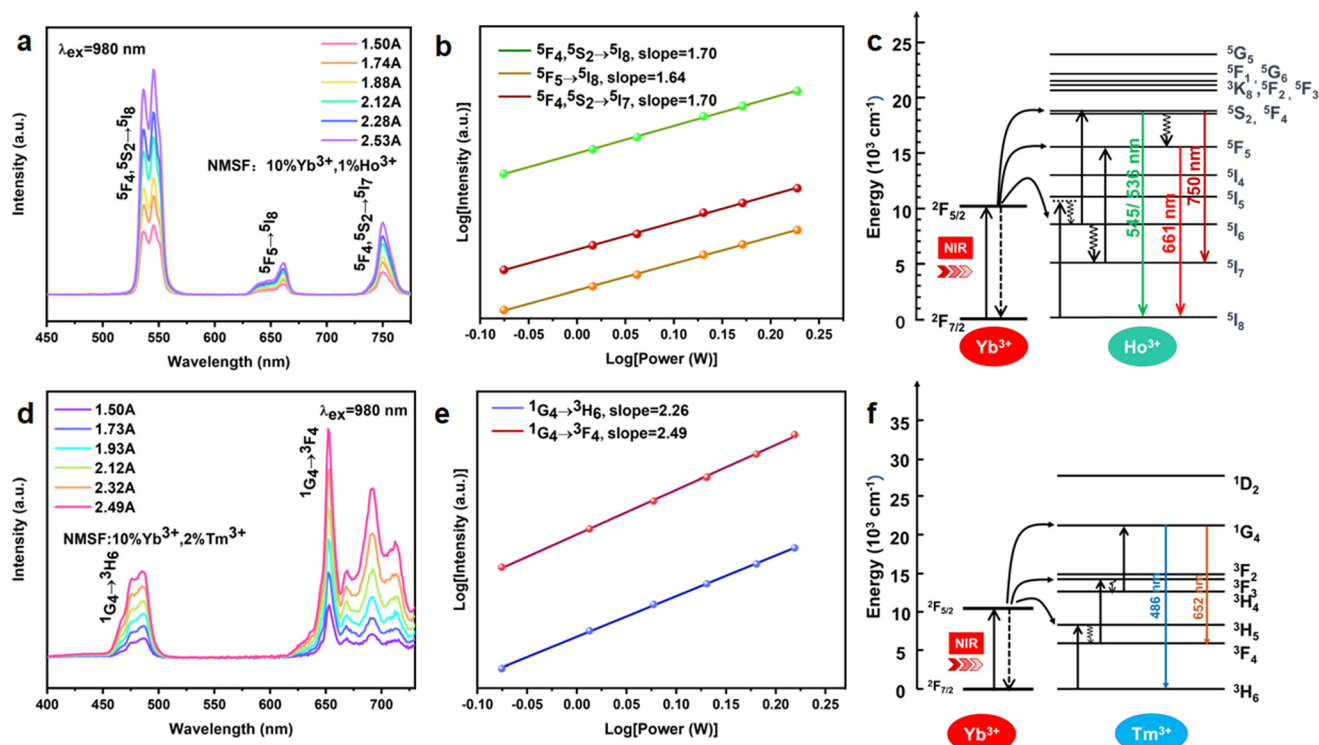 a
λex=980 nm
1.50A
1.74A
1.88A
2.12A
2.28A
2.53A
NMSF: 10%Yb³⁺,1%Ho³⁺
⁵F₄,⁵S₂→⁵I₈
⁵F₅→⁵I₈
⁵F₄,⁵S₂→⁵I₇
Intensity (a.u.)
450 500 550 600 650 700 750
Wavelength (nm)
b
⁵F₄,⁵S₂→⁵I₈, slope=1.70
⁵F₅→⁵I₈, slope=1.64
⁵F₄,⁵S₂→⁵I₇, slope=1.70
Log[Intensity (a.u.)]
-0.10 -0.05 0.00 0.05 0.10 0.15 0.20 0.25
Log[Power (W)]
c
Energy (10³ cm⁻¹)
30
25
20
15
10
5
0
²F₅/₂
NIR
²F₇/₂
Yb³⁺
545/ 536 nm
661 nm
750 nm
⁵G₅
⁵F₁ , ⁵G₆
³K₈ ,⁵F₂ , ⁵F₃
⁵S₂, ⁵F₄
⁵F₅
⁵I₄
⁵I₅
⁵I₆
⁵I₇
⁵I₈
Ho³⁺
d
1.50A
1.73A
1.93A
2.12A
2.32A
2.49A
λex=980 nm
NMSF:10%Yb³⁺,2%Tm³⁺
¹G₄→³H₆
¹G₄→³F₄
Intensity (a.u.)
400 450 500 550 600 650 700
Wavelength (nm)
e
¹G₄→³H₆, slope=2.26
¹G₄→³F₄, slope=2.49
Log[Intensity (a.u.)]
-0.10 -0.05 0.00 0.05 0.10 0.15 0.20 0.25
Log[Power (W)]
f
Energy (10³ cm⁻¹)
35
30
25
20
15
10
5
0
²F₅/₂
NIR
²F₇/₂
Yb³⁺
486 nm
652 nm
¹D₂
¹G₄
³F₂
³F₃
³H₄
³H₅
³F₄
³H₆
Tm³⁺